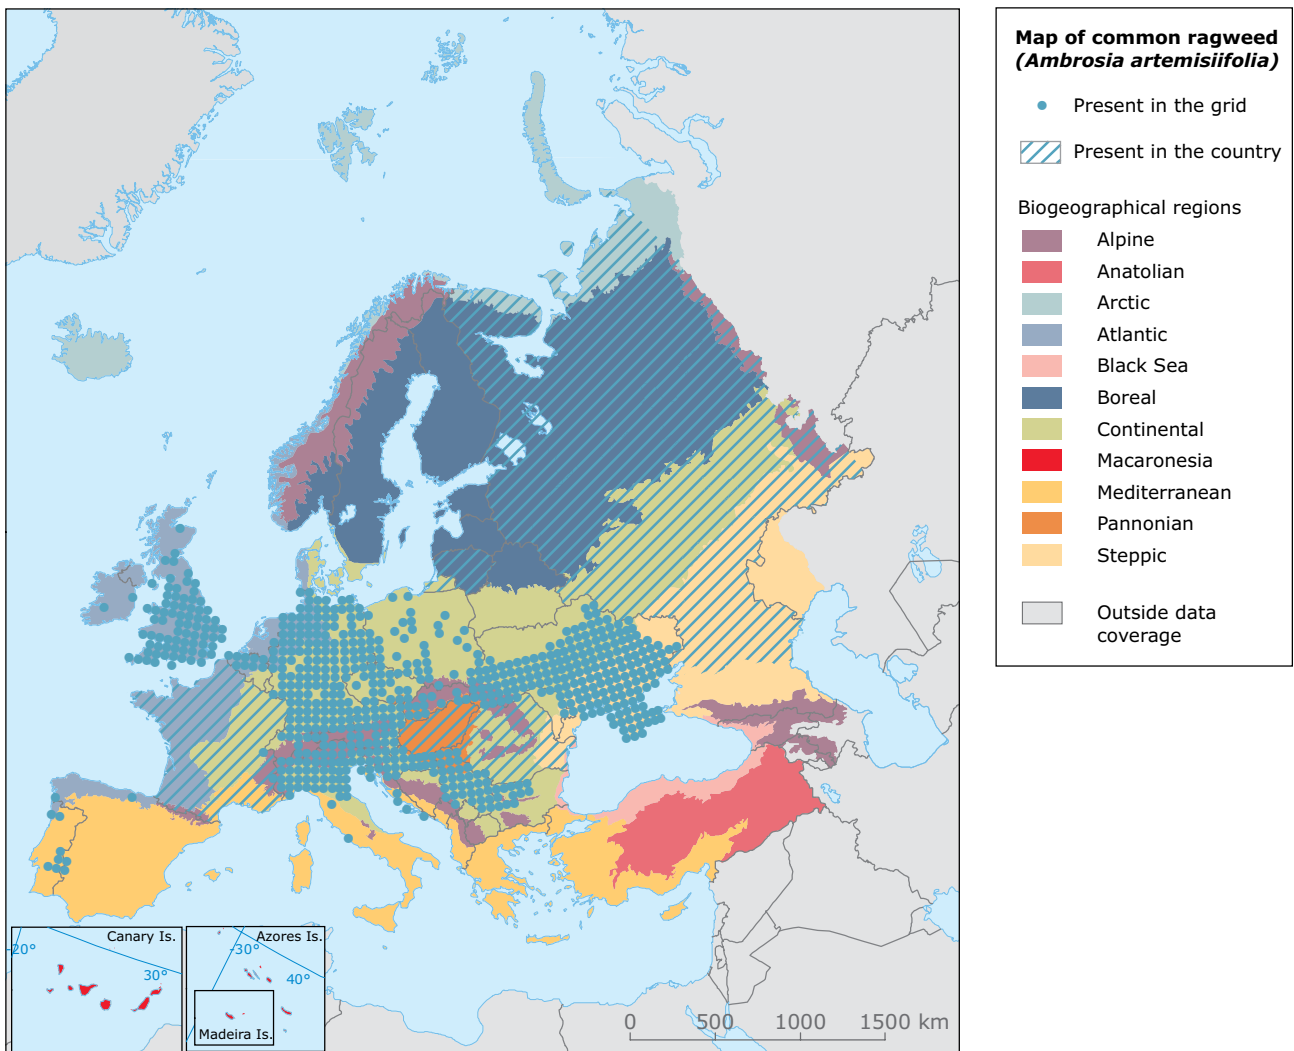 Map of common ragweed
(Ambrosia artemisiifolia)
Present in the grid
Present in the country
Biogeographical regions
Alpine
Anatolian
Arctic
Atlantic
Black Sea
Boreal
Continental
Macaronesia
Mediterranean
Pannonian
Steppic
Outside data
coverage
Canary Is.
-20°
30°
Azores Is.
-30°
40°
Madeira Is.
0 500 1000 1500 km